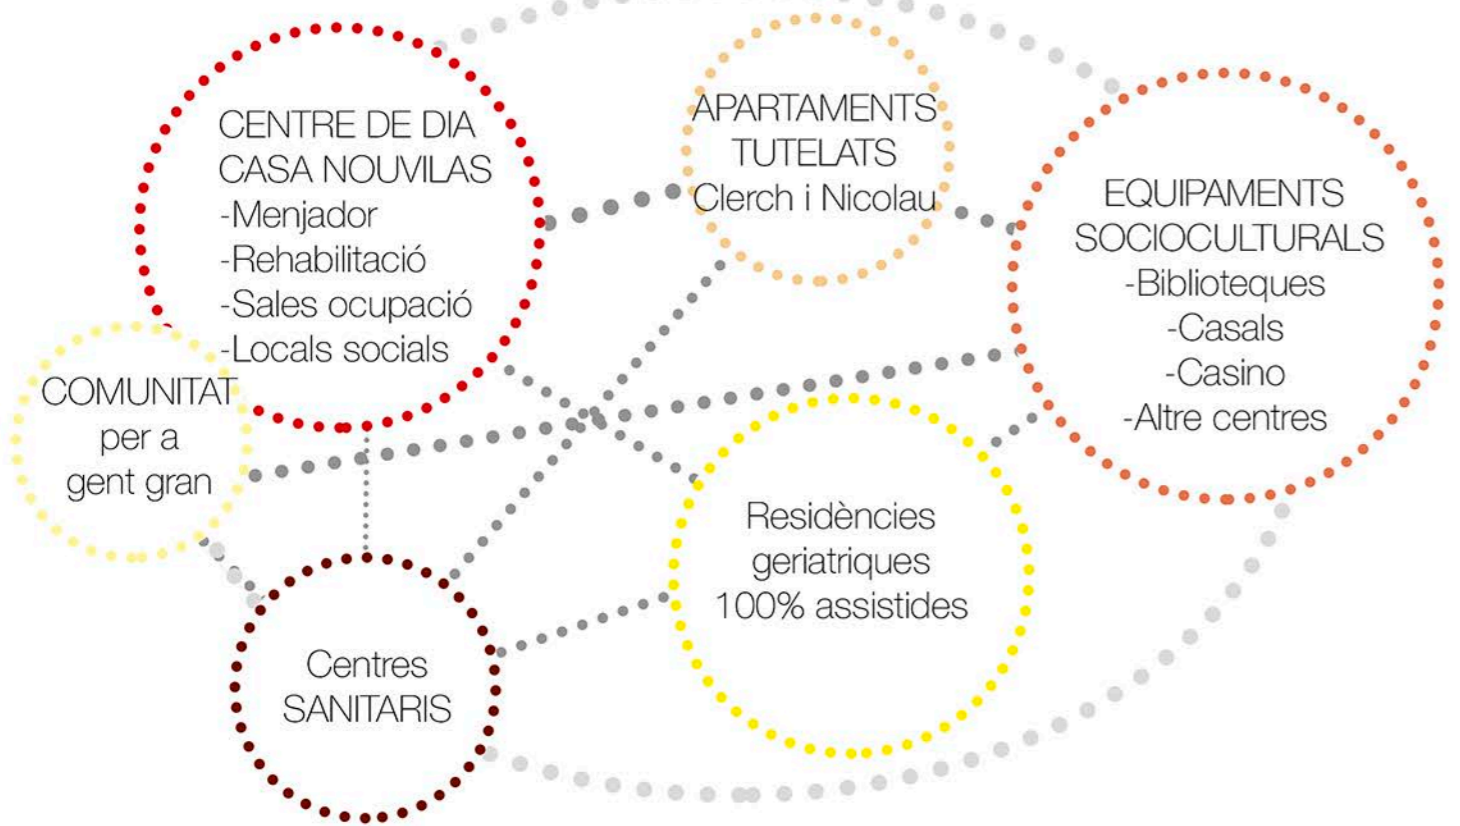 CENTRE DE DIA
CASA NOUVILAS
-Menjador
-Rehabilitació
-Sales ocupació
-Locals socials
APARTAMENTS
TUTELATS
Clerch i Nicolau
EQUIPAMENTS
SOCIOCULTURALS
-Biblioteques
-Casals
-Casino
-Altre centres
COMUNITAT
per a
gent gran
Residències
geriatriques
100% assistides
Centres
SANITARIS